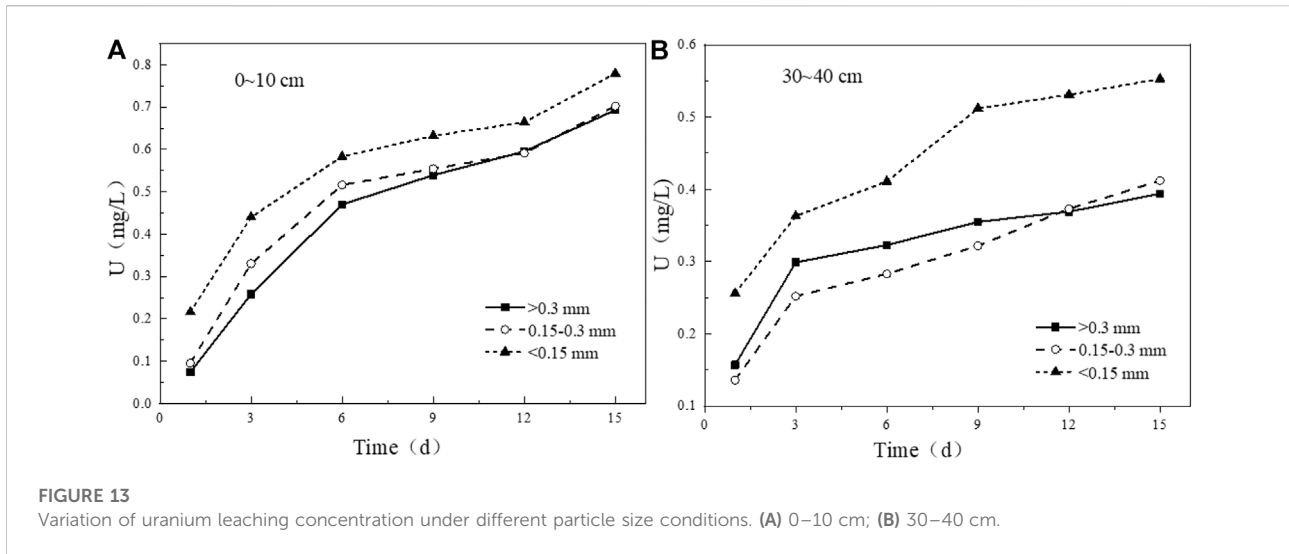 A
0~10 cm
0.8
0.7
0.6
0.5
0.4
0.3
0.2
0.1
0.0
U（mg/L）
>0.3 mm
0.15-0.3 mm
<0.15 mm
0 3 6 9 12 15
Time（d）
B
30~40 cm
0.6
0.5
0.4
0.3
0.2
0.1
U（mg/L）
>0.3 mm
0.15-0.3 mm
<0.15 mm
0 3 6 9 12 15
Time（d）
FIGURE 13
Variation of uranium leaching concentration under different particle size conditions. (A) 0–10 cm; (B) 30–40 cm.